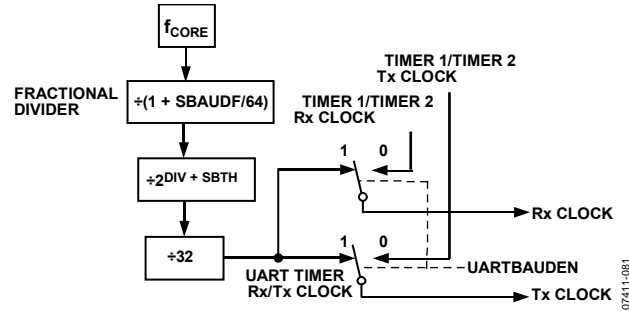 fCORE
FRACTIONAL
DIVIDER
÷(1 + SBAUDF/64)
÷2DIV + SBTH
÷32
TIMER 1/TIMER 2
Tx CLOCK
TIMER 1/TIMER 2
Rx CLOCK
1 0
Rx CLOCK
1 0
UART TIMER
Rx/Tx CLOCK
UARTBAUDEN
Tx CLOCK
07411-081